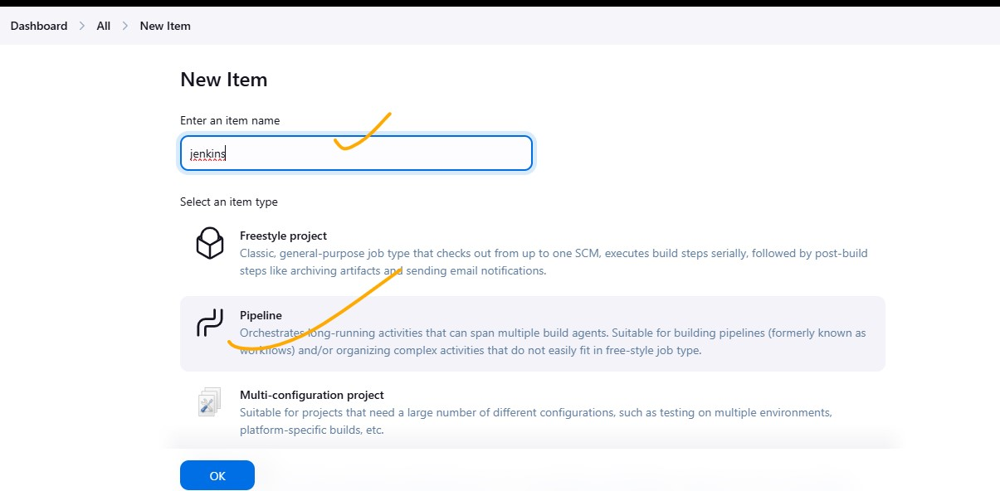 Dashboard > All > New Item
New Item
Enter an item name
jenkins
Select an item type
Freestyle project
Classic, general-purpose job type that checks out from up to one SCM, executes build steps serially, followed by post-build
steps like archiving artifacts and sending email notifications.
Pipeline
Orchestrates long-running activities that can span multiple build agents. Suitable for building pipelines (formerly known as
workflows) and/or organizing complex activities that do not easily fit in free-style job type.
Multi-configuration project
Suitable for projects that need a large number of different configurations, such as testing on multiple environments,
platform-specific builds, etc.
OK